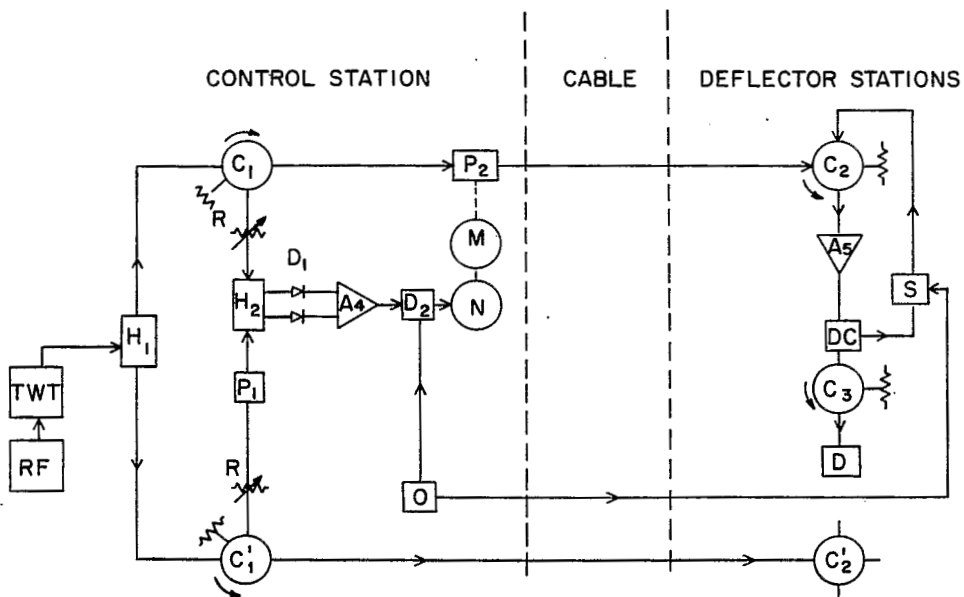 CONTROL STATION
CABLE
DEFLECTOR STATIONS
C1
P2
C2
R
M
D1
A5
H2
A4
D2
N
S
H1
DC
TWT
P1
C3
RF
R
O
D
C'1
C'2